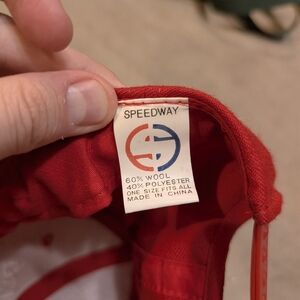 SPEEDWAY
60% WOOL
40% POLYESTER
ONE SIZE FITS ALL
MADE IN CHINA